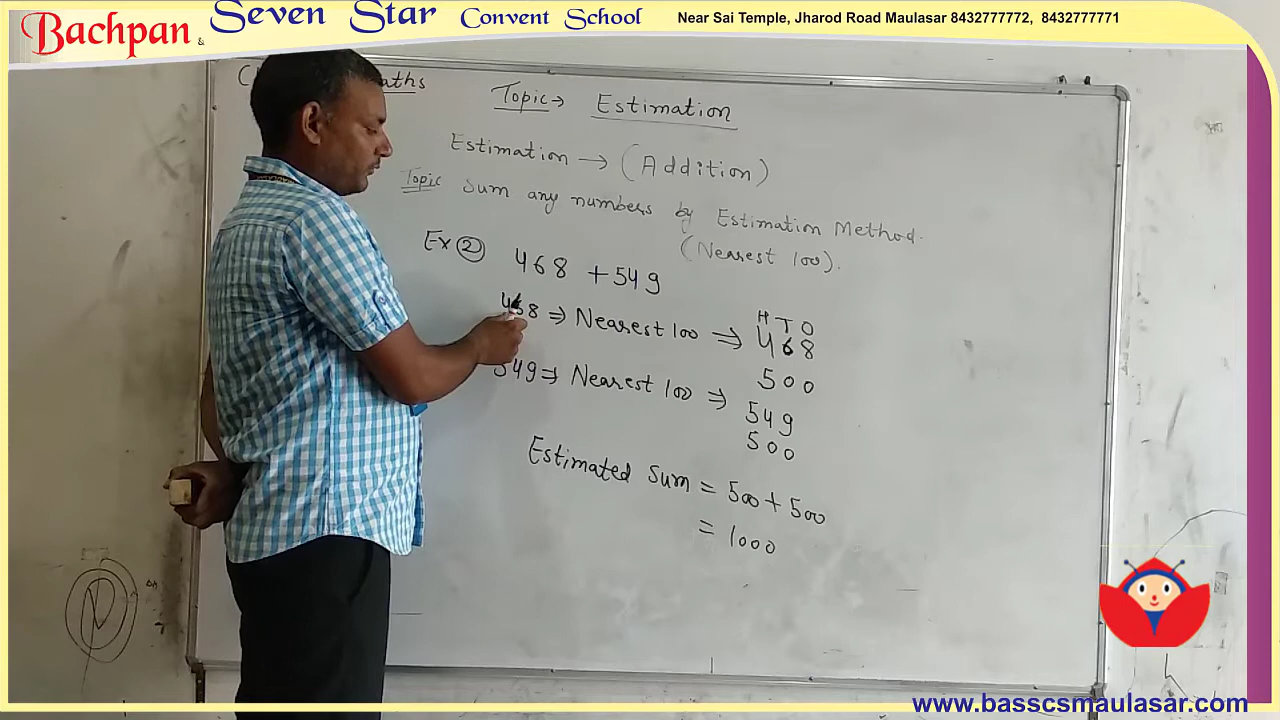 Bachpan & Seven Star Convent School
Near Sai Temple, Jharod Road Maulasar 8432777772, 8432777771
Topic → Estimation
Estimation → (Addition)
Topic Sum any numbers by Estimation Method.
(Nearest 100).
Ex 2 468 + 549
468 ⇒ Nearest 100 ⇒ 468
H T O
500
549 ⇒ Nearest 100 ⇒ 549
500
Estimated Sum = 500 + 500
= 1000
www.basscsmaulasar.com